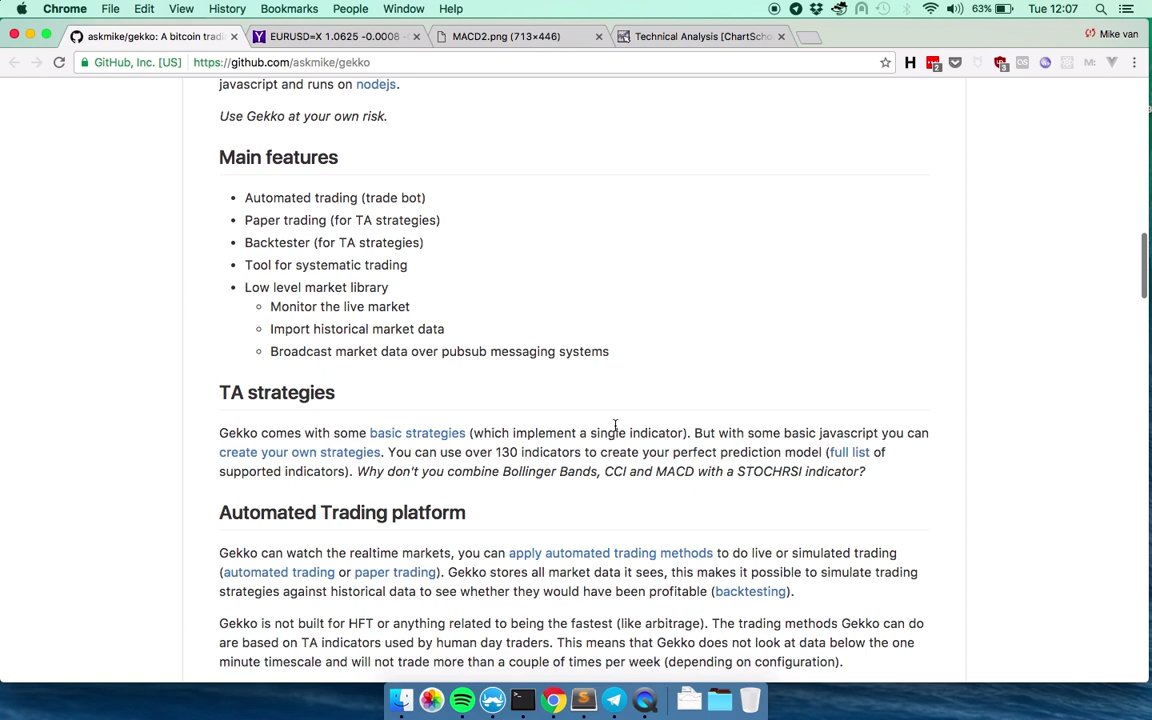 Chrome File Edit View History Bookmarks People Window Help 63% Tue 12:07
askmike/gekko: A bitcoin tradi EURUSD=X 1.0625 -0.0008 MACD2.png (713×446) Technical Analysis [ChartScho Mike van
GitHub, Inc. [US] https://github.com/askmike/gekko
javascript and runs on nodejs.
Use Gekko at your own risk.
Main features
Automated trading (trade bot)
Paper trading (for TA strategies)
Backtester (for TA strategies)
Tool for systematic trading
Low level market library
Monitor the live market
Import historical market data
Broadcast market data over pubsub messaging systems
TA strategies
Gekko comes with some basic strategies (which implement a single indicator). But with some basic javascript you can
create your own strategies. You can use over 130 indicators to create your perfect prediction model (full list of
supported indicators). Why don't you combine Bollinger Bands, CCI and MACD with a STOCHRSI indicator?
Automated Trading platform
Gekko can watch the realtime markets, you can apply automated trading methods to do live or simulated trading
(automated trading or paper trading). Gekko stores all market data it sees, this makes it possible to simulate trading
strategies against historical data to see whether they would have been profitable (backtesting).
Gekko is not built for HFT or anything related to being the fastest (like arbitrage). The trading methods Gekko can do
are based on TA indicators used by human day traders. This means that Gekko does not look at data below the one
minute timescale and will not trade more than a couple of times per week (depending on configuration).